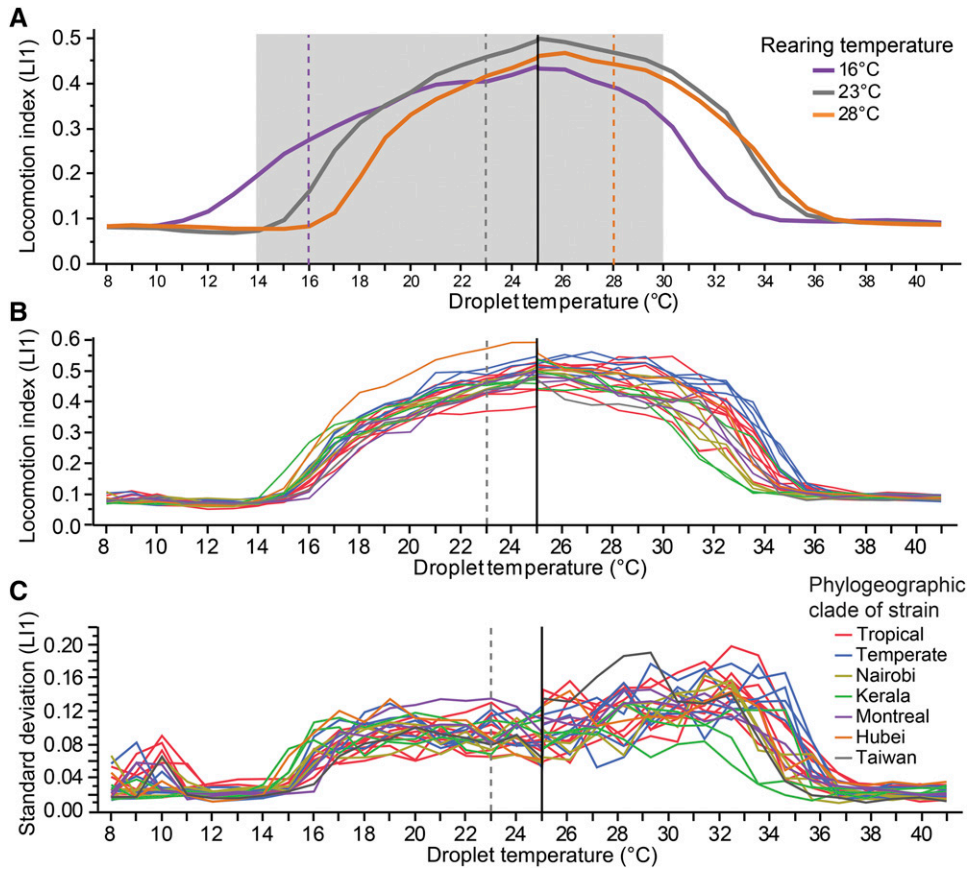 A
Locomotion index (LI1)
0.5
0.4
0.3
0.2
0.1
0.0
Rearing temperature
16°C
23°C
28°C
8 10 12 14 16 18 20 22 24 26 28 30 32 34 36 38 40
Droplet temperature (°C)
B
Locomotion index (LI1)
0.6
0.5
0.4
0.3
0.2
0.1
0.0
8 10 12 14 16 18 20 22 24 26 28 30 32 34 36 38 40
Droplet temperature (°C)
C
Standard deviation (LI1)
0.20
0.16
0.12
0.08
0.04
0.00
Phylogeographic
clade of strain
Tropical
Temperate
Nairobi
Kerala
Montreal
Hubei
Taiwan
8 10 12 14 16 18 20 22 24 26 28 30 32 34 36 38 40
Droplet temperature (°C)